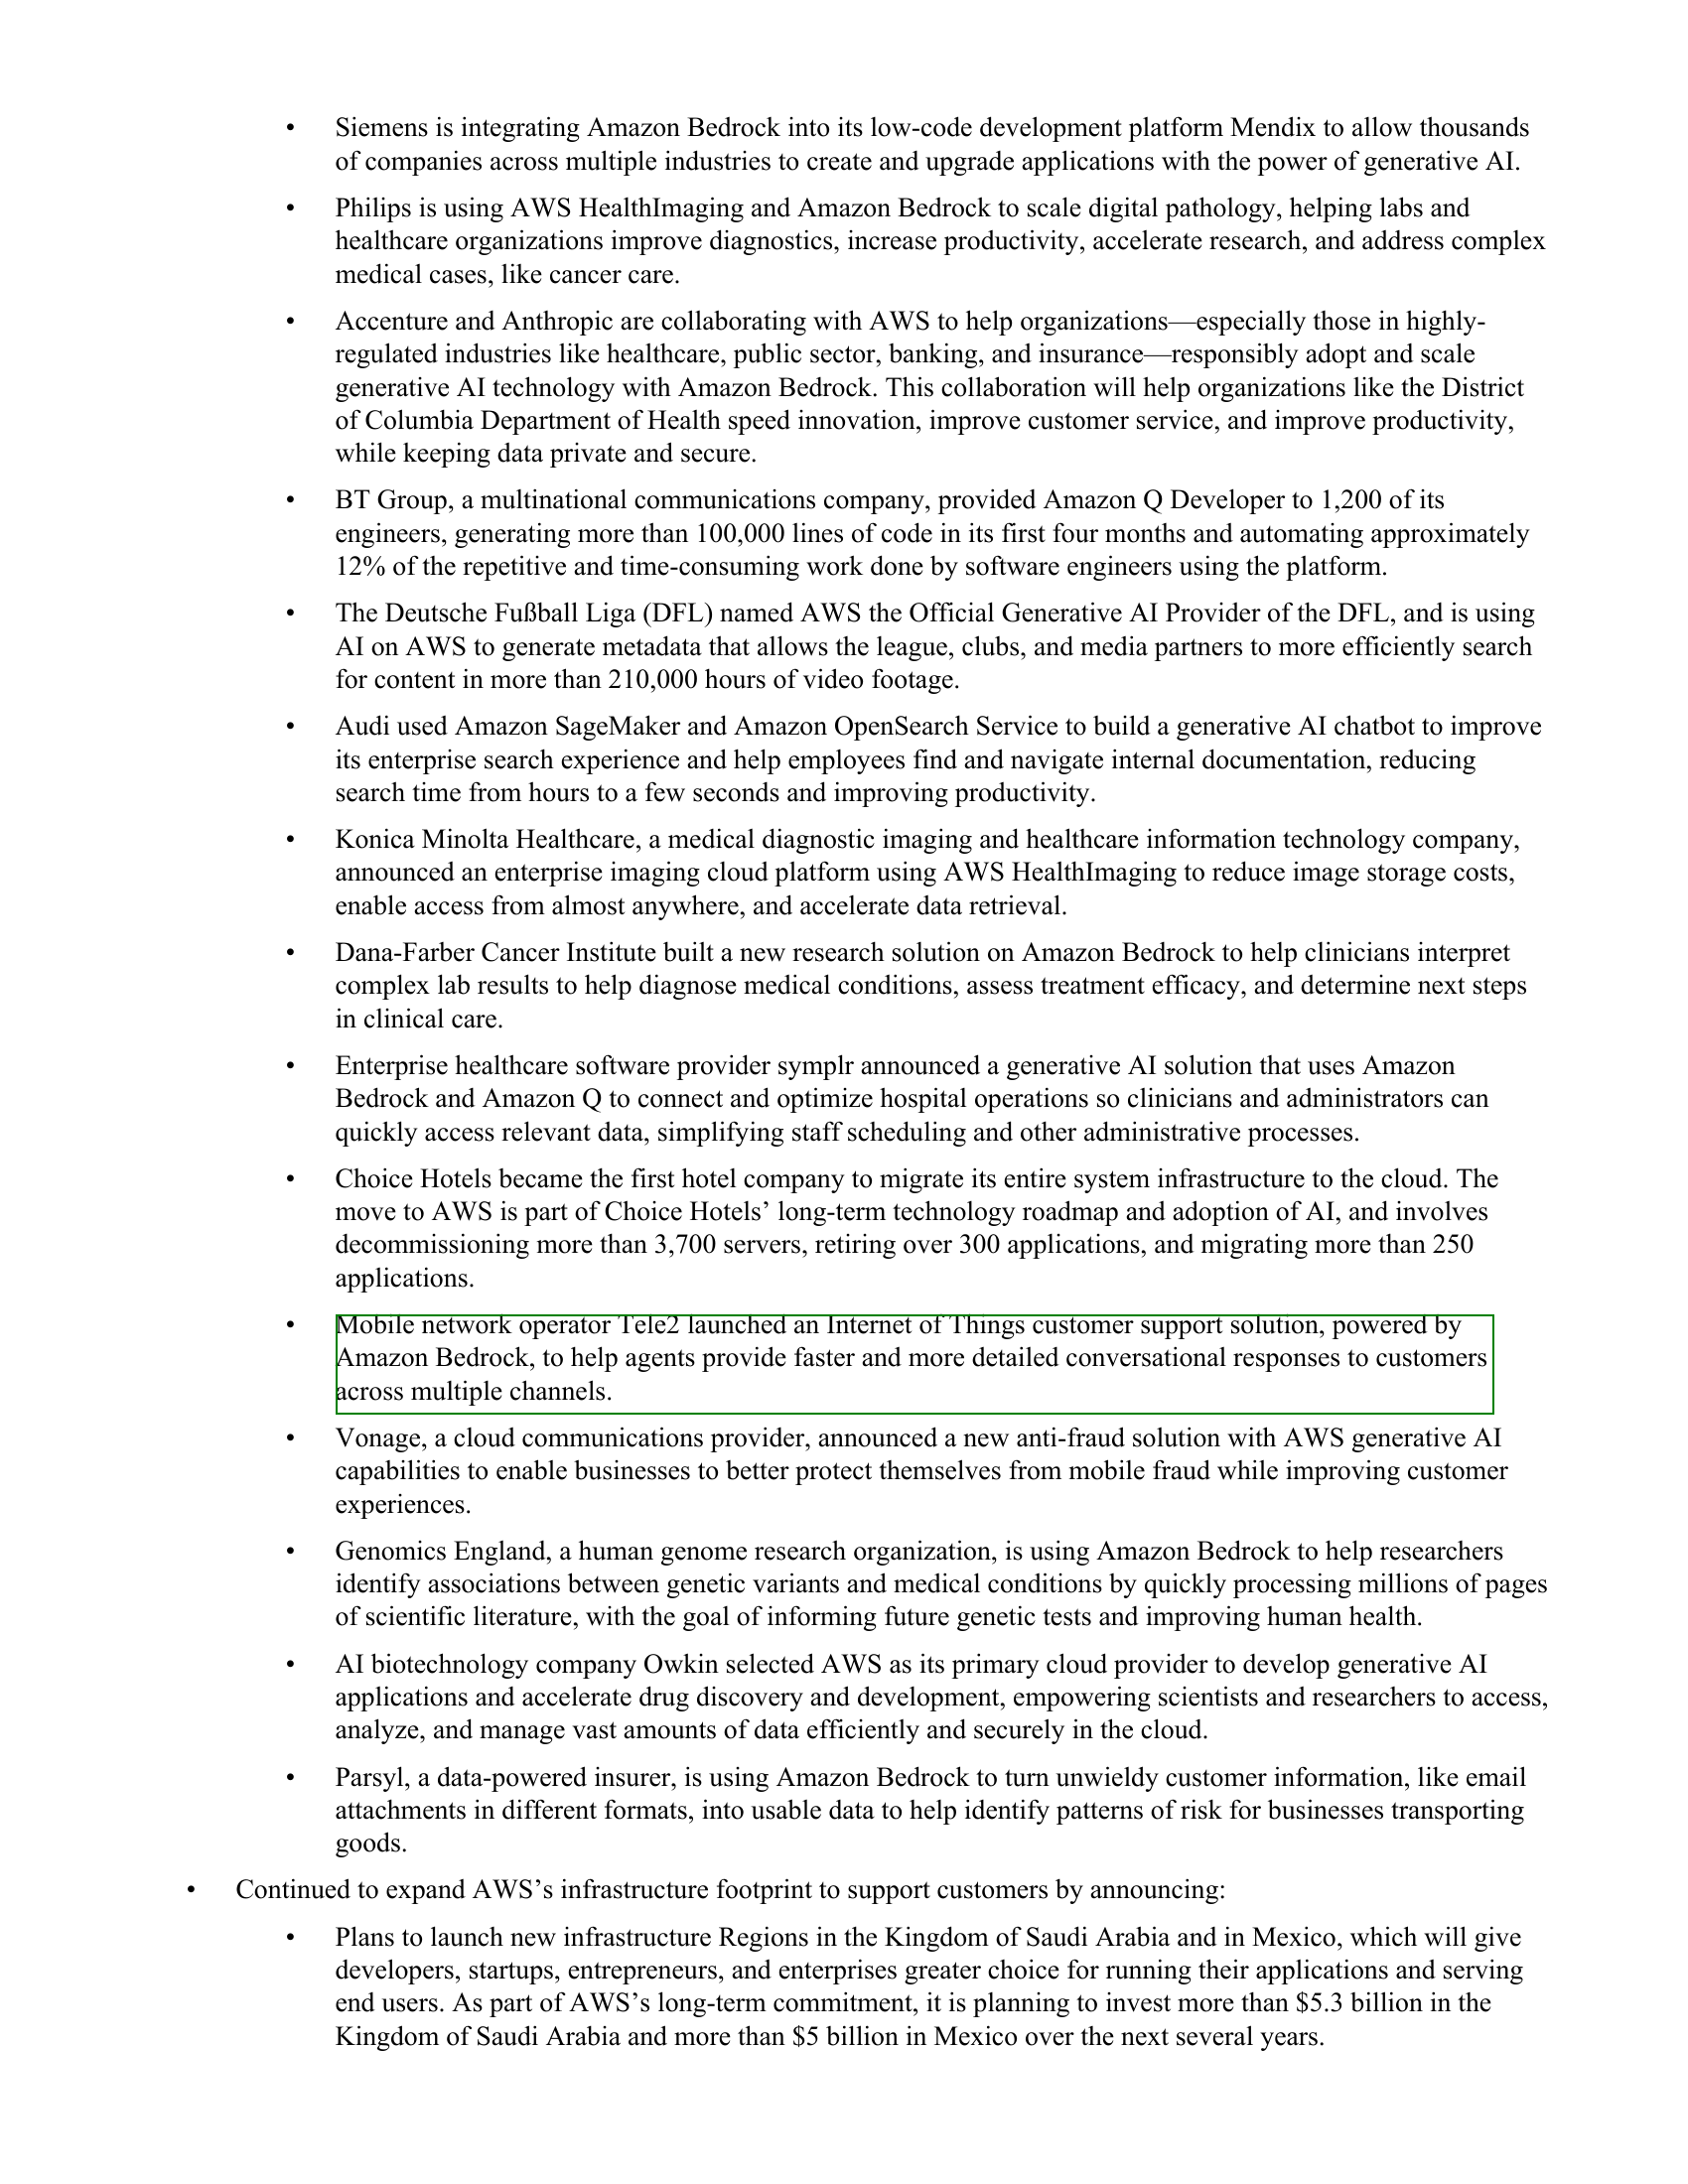 • Siemens is integrating Amazon Bedrock into its low-code development platform Mendix to allow thousands
of companies across multiple industries to create and upgrade applications with the power of generative AI.
• Philips is using AWS HealthImaging and Amazon Bedrock to scale digital pathology, helping labs and
healthcare organizations improve diagnostics, increase productivity, accelerate research, and address complex
medical cases, like cancer care.
• Accenture and Anthropic are collaborating with AWS to help organizations—especially those in highly-
regulated industries like healthcare, public sector, banking, and insurance—responsibly adopt and scale
generative AI technology with Amazon Bedrock. This collaboration will help organizations like the District
of Columbia Department of Health speed innovation, improve customer service, and improve productivity,
while keeping data private and secure.
• BT Group, a multinational communications company, provided Amazon Q Developer to 1,200 of its
engineers, generating more than 100,000 lines of code in its first four months and automating approximately
12% of the repetitive and time-consuming work done by software engineers using the platform.
• The Deutsche Fußball Liga (DFL) named AWS the Official Generative AI Provider of the DFL, and is using
AI on AWS to generate metadata that allows the league, clubs, and media partners to more efficiently search
for content in more than 210,000 hours of video footage.
• Audi used Amazon SageMaker and Amazon OpenSearch Service to build a generative AI chatbot to improve
its enterprise search experience and help employees find and navigate internal documentation, reducing
search time from hours to a few seconds and improving productivity.
• Konica Minolta Healthcare, a medical diagnostic imaging and healthcare information technology company,
announced an enterprise imaging cloud platform using AWS HealthImaging to reduce image storage costs,
enable access from almost anywhere, and accelerate data retrieval.
• Dana-Farber Cancer Institute built a new research solution on Amazon Bedrock to help clinicians interpret
complex lab results to help diagnose medical conditions, assess treatment efficacy, and determine next steps
in clinical care.
• Enterprise healthcare software provider symplr announced a generative AI solution that uses Amazon
Bedrock and Amazon Q to connect and optimize hospital operations so clinicians and administrators can
quickly access relevant data, simplifying staff scheduling and other administrative processes.
• Choice Hotels became the first hotel company to migrate its entire system infrastructure to the cloud. The
move to AWS is part of Choice Hotels’ long-term technology roadmap and adoption of AI, and involves
decommissioning more than 3,700 servers, retiring over 300 applications, and migrating more than 250
applications.
• Mobile network operator Tele2 launched an Internet of Things customer support solution, powered by
Amazon Bedrock, to help agents provide faster and more detailed conversational responses to customers
across multiple channels.
• Vonage, a cloud communications provider, announced a new anti-fraud solution with AWS generative AI
capabilities to enable businesses to better protect themselves from mobile fraud while improving customer
experiences.
• Genomics England, a human genome research organization, is using Amazon Bedrock to help researchers
identify associations between genetic variants and medical conditions by quickly processing millions of pages
of scientific literature, with the goal of informing future genetic tests and improving human health.
• AI biotechnology company Owkin selected AWS as its primary cloud provider to develop generative AI
applications and accelerate drug discovery and development, empowering scientists and researchers to access,
analyze, and manage vast amounts of data efficiently and securely in the cloud.
• Parsyl, a data-powered insurer, is using Amazon Bedrock to turn unwieldy customer information, like email
attachments in different formats, into usable data to help identify patterns of risk for businesses transporting
goods.
• Continued to expand AWS’s infrastructure footprint to support customers by announcing:
• Plans to launch new infrastructure Regions in the Kingdom of Saudi Arabia and in Mexico, which will give
developers, startups, entrepreneurs, and enterprises greater choice for running their applications and serving
end users. As part of AWS’s long-term commitment, it is planning to invest more than $5.3 billion in the
Kingdom of Saudi Arabia and more than $5 billion in Mexico over the next several years.